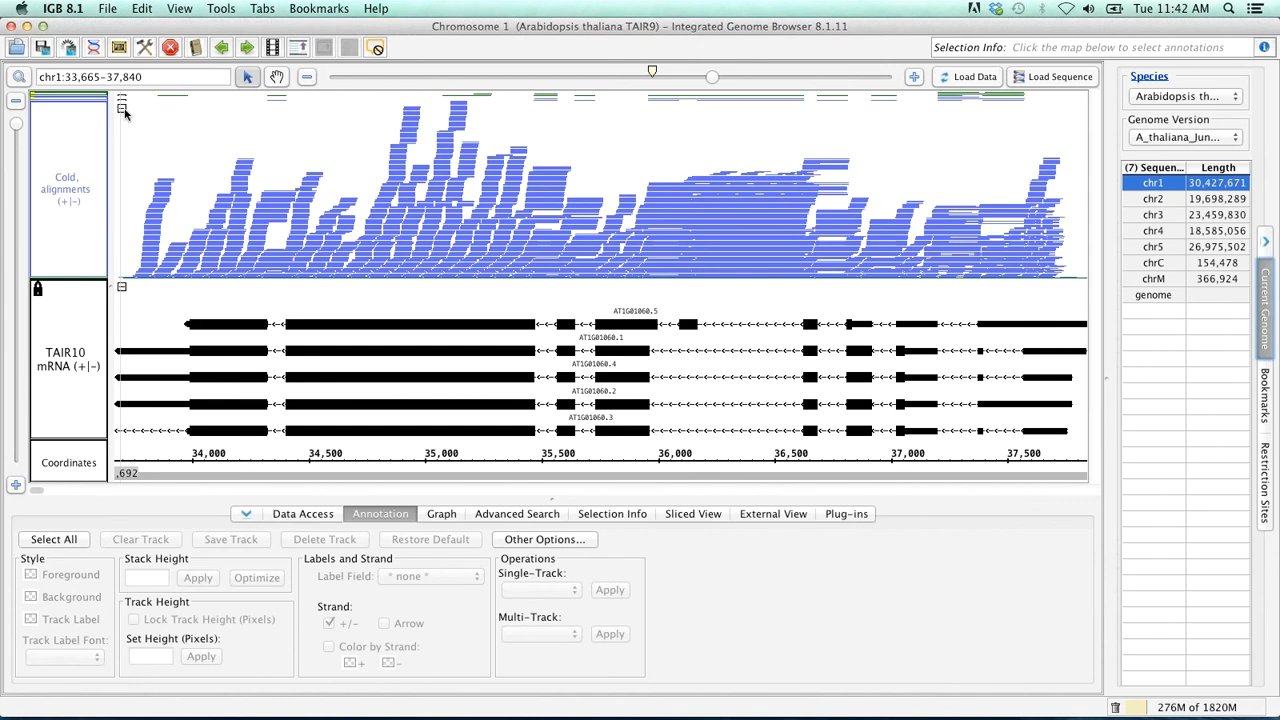 IGB 8.1 File Edit View Tools Tabs Bookmarks Help Tue 11:42 AM
Chromosome 1 (Arabidopsis thaliana TAIR9) - Integrated Genome Browser 8.1.11
Selection Info: Click the map below to select annotations
chr1:33,665-37,840 Load Data Load Sequence
Cold,
alignments
(+|-)
TAIR10
mRNA (+|-)
Coordinates
AT1G01060.5
AT1G01060.1
AT1G01060.4
AT1G01060.2
AT1G01060.3
34,000 34,500 35,000 35,500 36,000 36,500 37,000 37,500
,692
Species
Arabidopsis th...
Genome Version
A_thaliana_Jun...
(7) Sequen... Length
chr1 30,427,671
chr2 19,698,289
chr3 23,459,830
chr4 18,585,056
chr5 26,975,502
chrC 154,478
chrM 366,924
genome
Current Genome
Bookmarks
Restriction Sites
Data Access Annotation Graph Advanced Search Selection Info Sliced View External View Plug-ins
Select All Clear Track Save Track Delete Track Restore Default Other Options...
Style
Foreground
Background
Track Label
Track Label Font:
Stack Height
Apply Optimize
Track Height
Lock Track Height (Pixels)
Set Height (Pixels):
Apply
Labels and Strand
Label Field: * none *
Strand:
+/- Arrow
Color by Strand:
+ -
Operations
Single-Track:
Apply
Multi-Track:
Apply
276M of 1820M